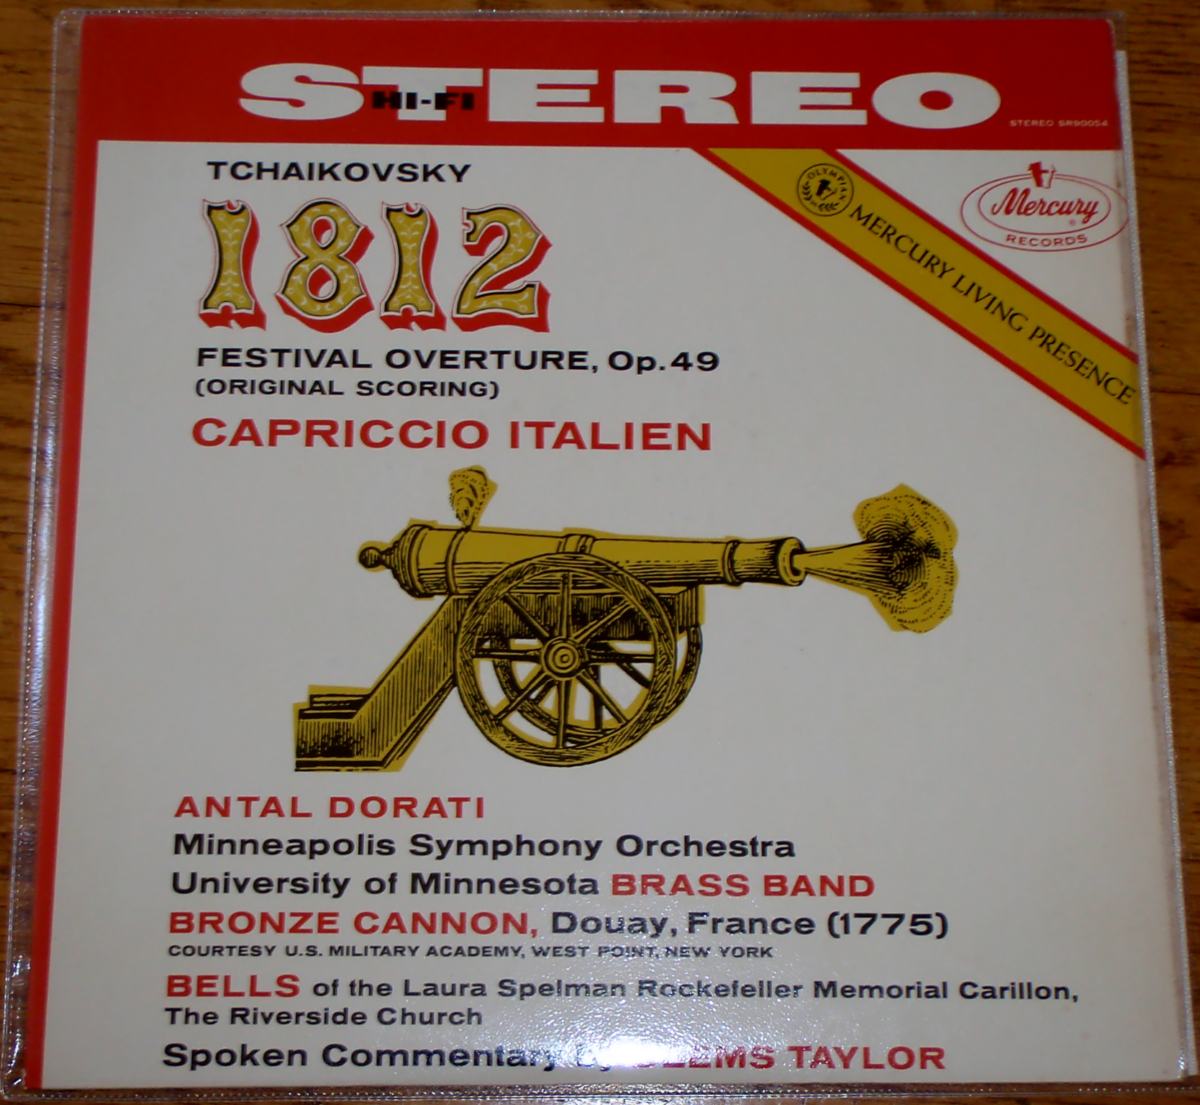 STEREO
HI-FI
STEREO SR90054
TCHAIKOVSKY
1812
FESTIVAL OVERTURE, Op. 49
(ORIGINAL SCORING)
CAPRICCIO ITALIEN
OLYMPIAN
MERCURY LIVING PRESENCE
Mercury
RECORDS
ANTAL DORATI
Minneapolis Symphony Orchestra
University of Minnesota BRASS BAND
BRONZE CANNON, Douay, France (1775)
COURTESY U.S. MILITARY ACADEMY, WEST POINT, NEW YORK
BELLS of the Laura Spelman Rockefeller Memorial Carillon,
The Riverside Church
Spoken Commentary by DEEMS TAYLOR